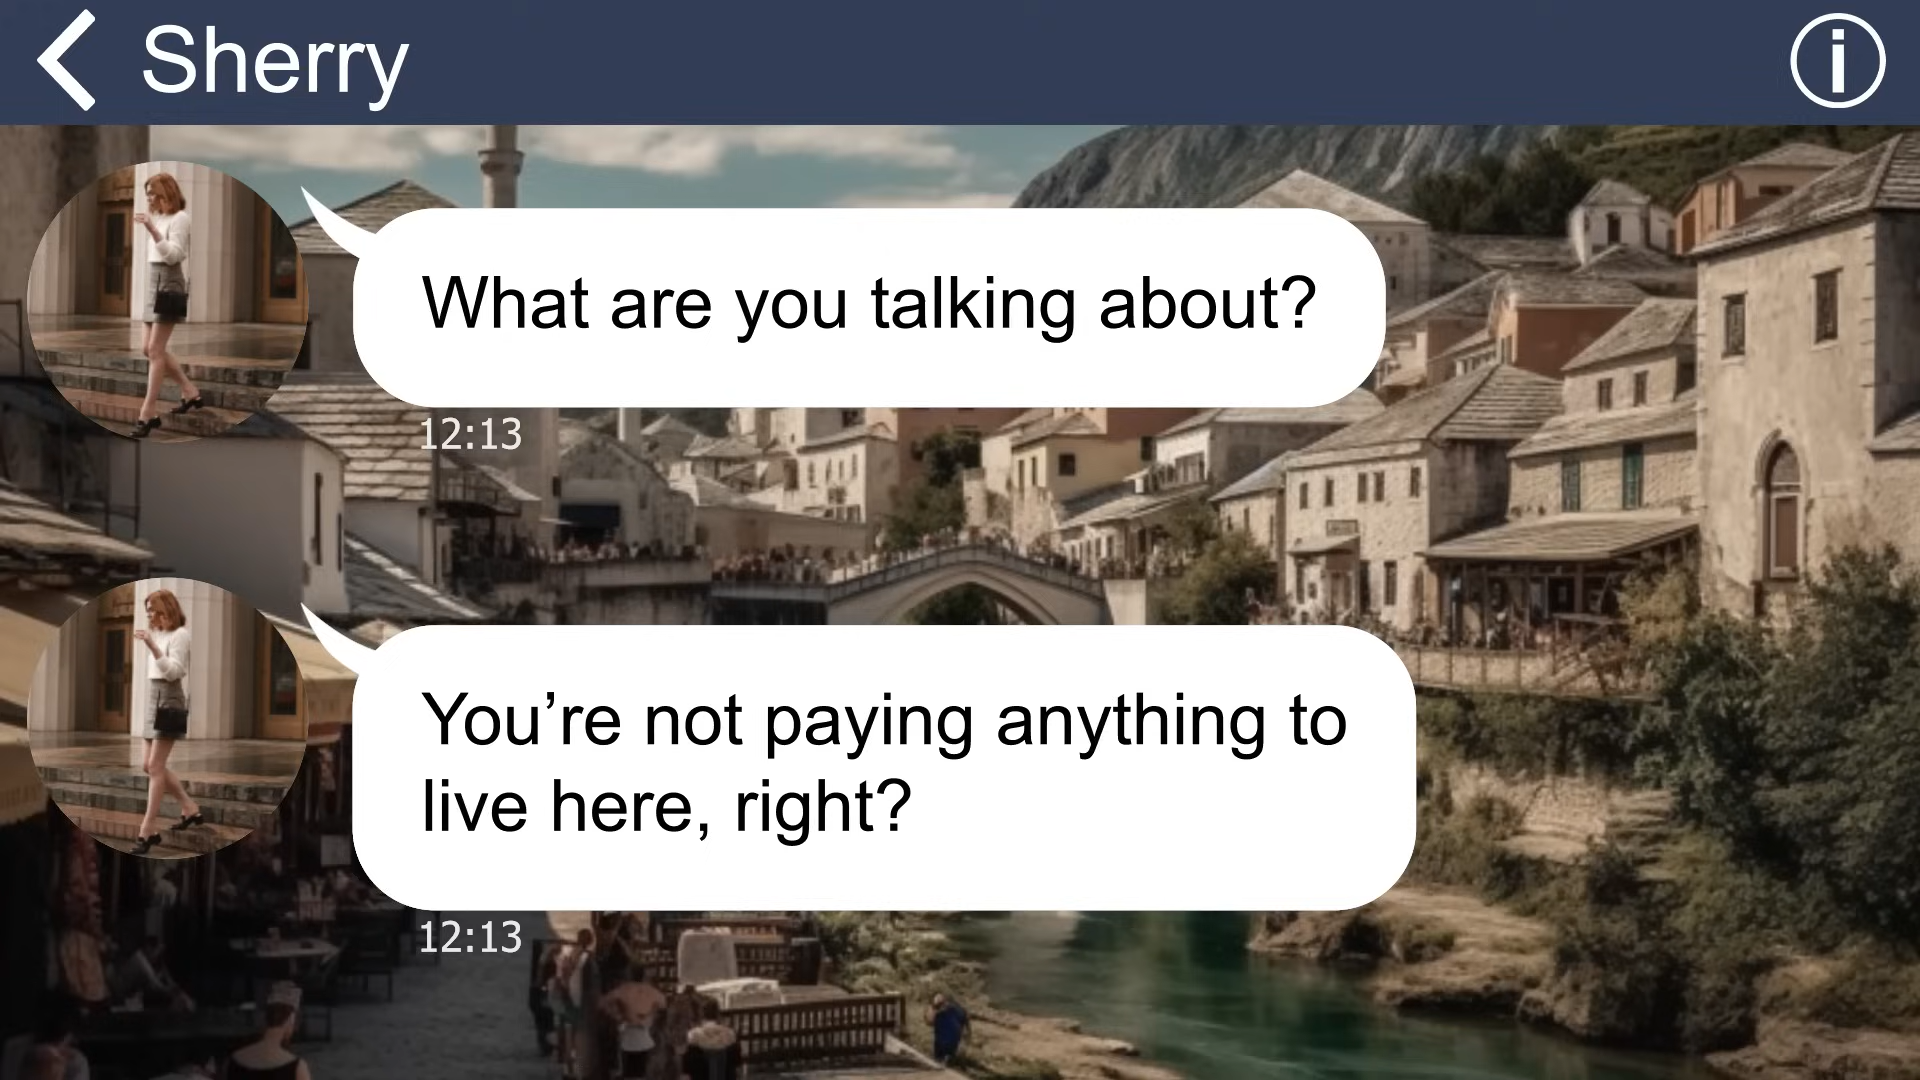 Sherry
What are you talking about?
12:13
You’re not paying anything to
live here, right?
12:13